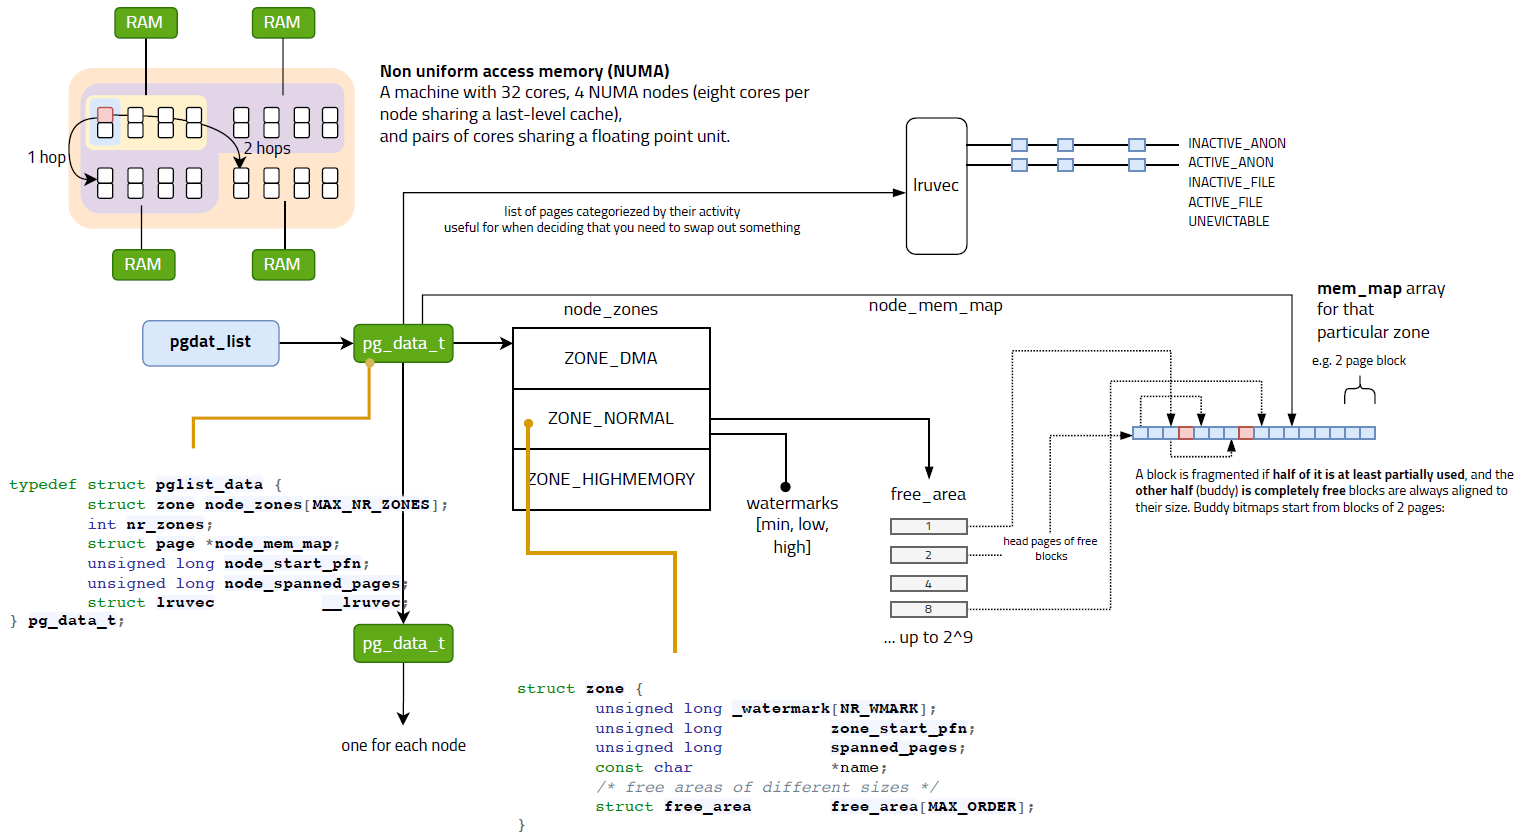 RAM
RAM
Non uniform access memory (NUMA)
A machine with 32 cores, 4 NUMA nodes (eight cores per
node sharing a last-level cache),
and pairs of cores sharing a floating point unit.
1 hop
2 hops
RAM
RAM
lruvec
INACTIVE_ANON
ACTIVE_ANON
INACTIVE_FILE
ACTIVE_FILE
UNEVICTABLE
list of pages categoriezed by their activity
useful for when deciding that you need to swap out something
pgdat_list
pg_data_t
node_zones
node_mem_map
ZONE_DMA
ZONE_NORMAL
ZONE_HIGHMEMORY
mem_map array
for that
particular zone
e.g. 2 page block
A block is fragmented if half of it is at least partially used, and the
other half (buddy) is completely free blocks are always aligned to
their size. Buddy bitmaps start from blocks of 2 pages:
watermarks
[min, low,
high]
free_area
1
2
4
8
... up to 2^9
head pages of free
blocks
typedef struct pglist_data {
struct zone node_zones[MAX_NR_ZONES];
int nr_zones;
struct page *node_mem_map;
unsigned long node_start_pfn;
unsigned long node_spanned_pages;
struct lruvec __lruvec;
} pg_data_t;
pg_data_t
one for each node
struct zone {
unsigned long _watermark[NR_WMARK];
unsigned long zone_start_pfn;
unsigned long spanned_pages;
const char *name;
/* free areas of different sizes */
struct free_area free_area[MAX_ORDER];
}